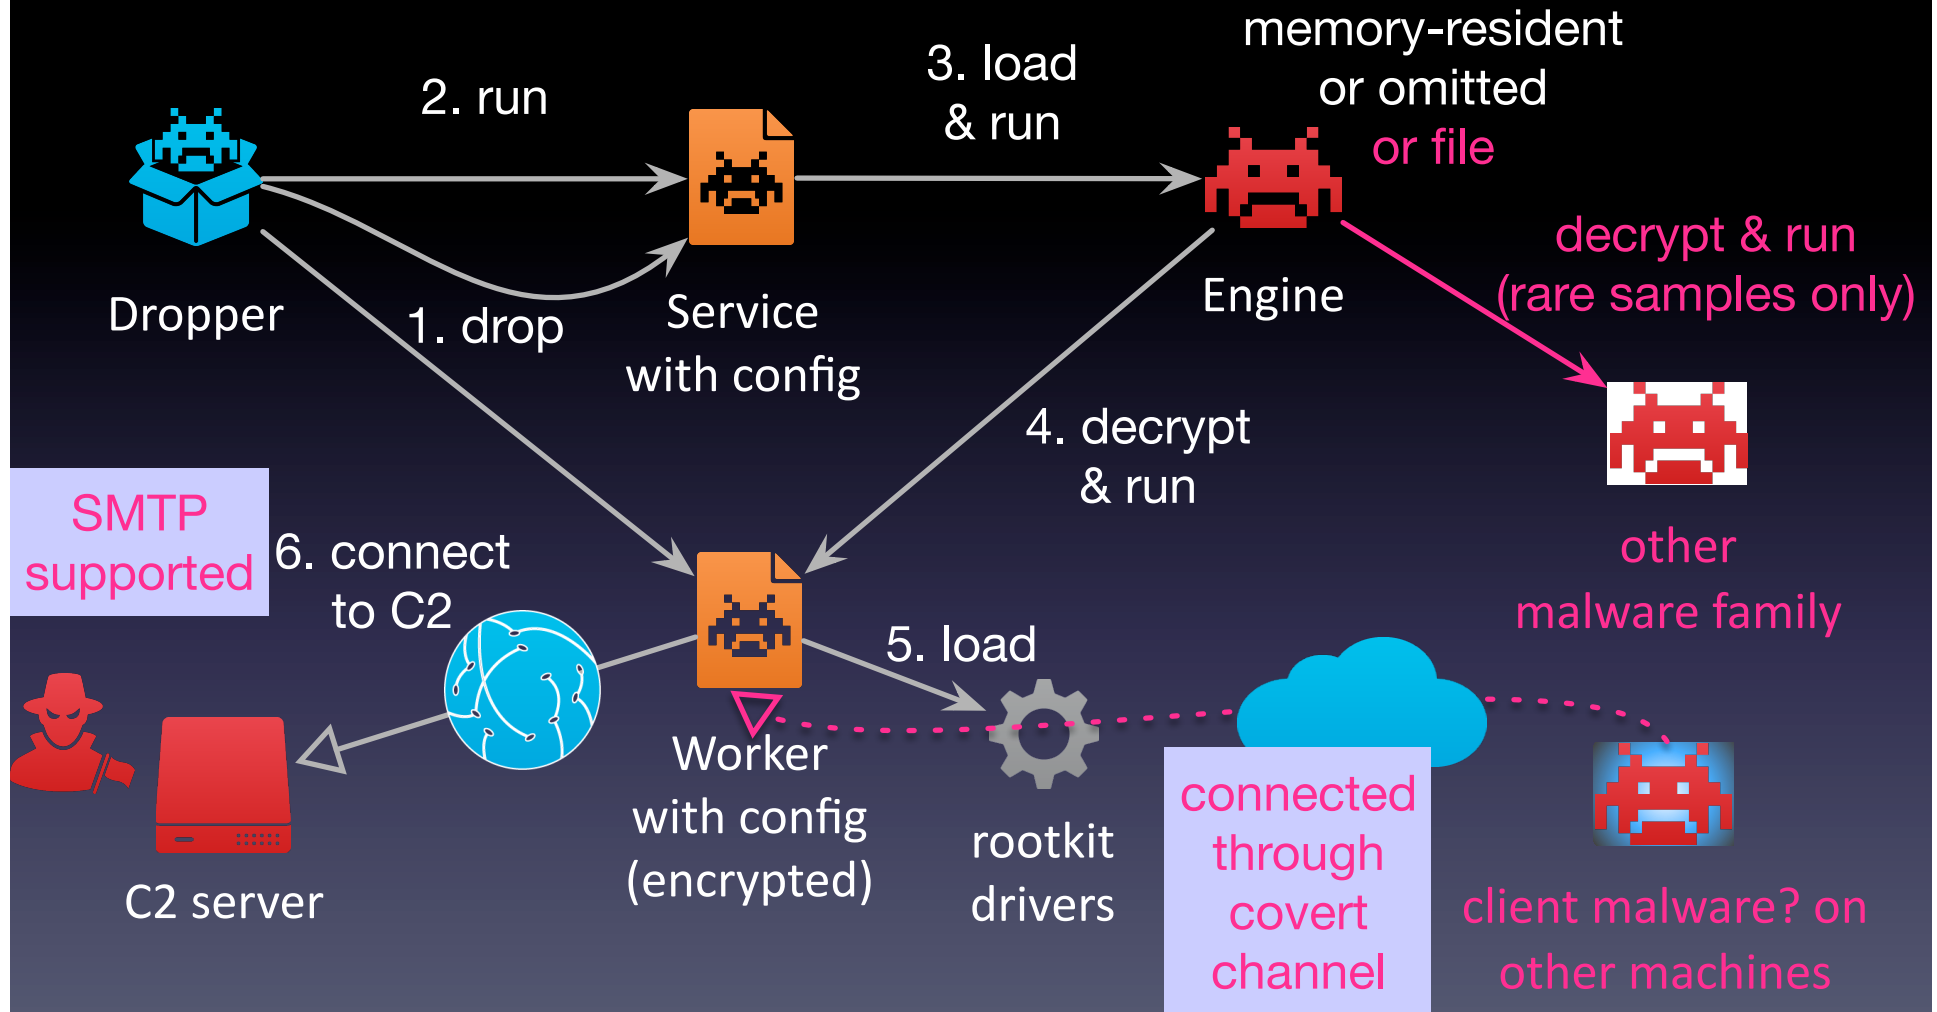 memory-resident
or omitted
or file
2. run
3. load
& run
decrypt & run
(rare samples only)
Dropper
1. drop
Service
with config
Engine
4. decrypt
& run
SMTP
supported
6. connect
to C2
other
malware family
5. load
Worker
with config
(encrypted)
rootkit
drivers
connected
through
covert
channel
C2 server
client malware? on
other machines